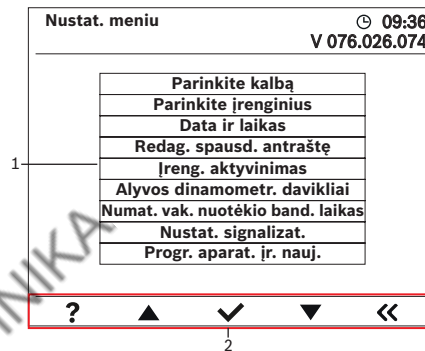 Nustat. meniu
09:36
V 076.026.074
Parinkite kalbą
Parinkite įrenginius
Data ir laikas
Redag. spausd. antraštę
1
Įreng. aktyvinimas
Alyvos dinamometr. davikliai
Numat. vak. nuotėkio band. laikas
Nustat. signalizat.
Progr. aparat. įr. nauj.
?
2